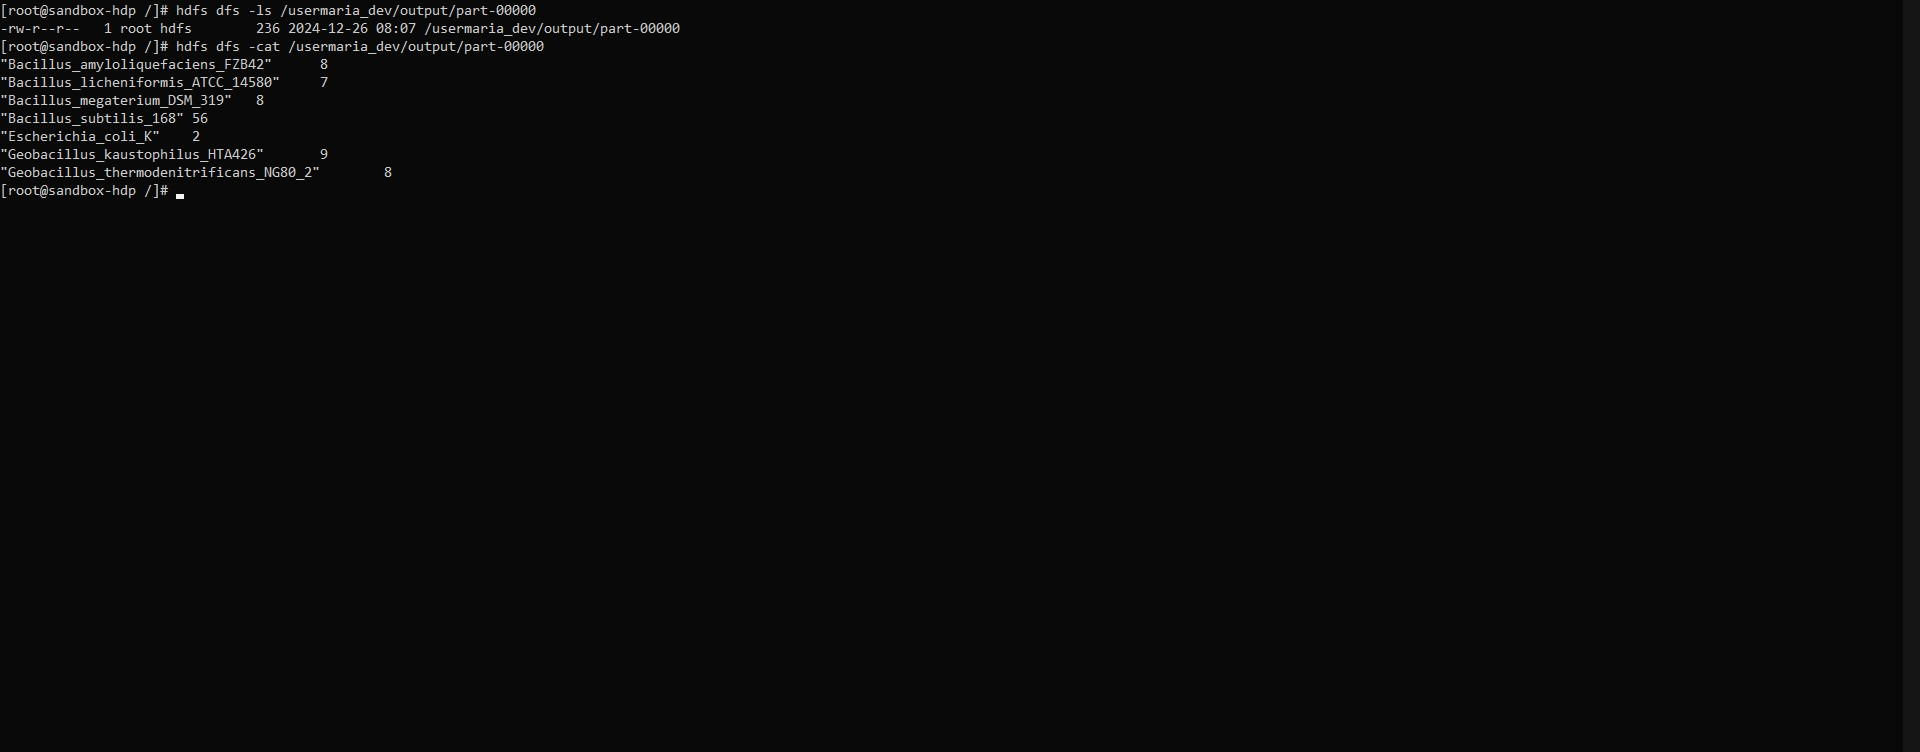 [root@sandbox-hdp /]# hdfs dfs -ls /usermaria_dev/output/part-00000
-rw-r--r--   1 root hdfs        236 2024-12-26 08:07 /usermaria_dev/output/part-00000
[root@sandbox-hdp /]# hdfs dfs -cat /usermaria_dev/output/part-00000
"Bacillus_amyloliquefaciens_FZB42"      8
"Bacillus_licheniformis_ATCC_14580"     7
"Bacillus_megaterium_DSM_319"   8
"Bacillus_subtilis_168" 56
"Escherichia_coli_K"    2
"Geobacillus_kaustophilus_HTA426"       9
"Geobacillus_thermodenitrificans_NG80_2"        8
[root@sandbox-hdp /]#